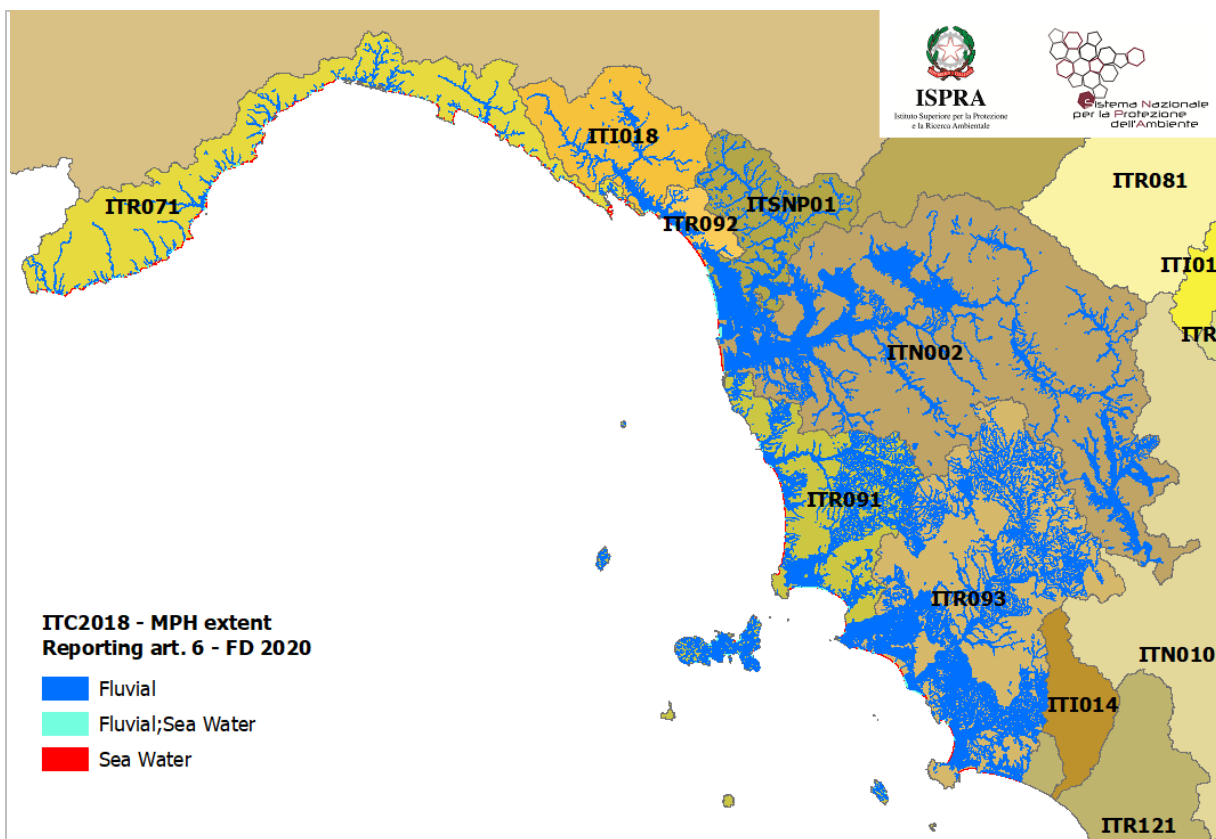 ISPRA
Istituto Superiore per la Protezione
e la Ricerca Ambientale
Sistema Nazionale
per la Protezione
dell'Ambiente
ITR081
ITI018
ITR071
ITSNP01
ITR092
ITI01
ITR
ITN002
ITR091
ITR093
ITN010
ITI014
ITR121
ITC2018 - MPH extent
Reporting art. 6 - FD 2020
Fluvial
Fluvial;Sea Water
Sea Water